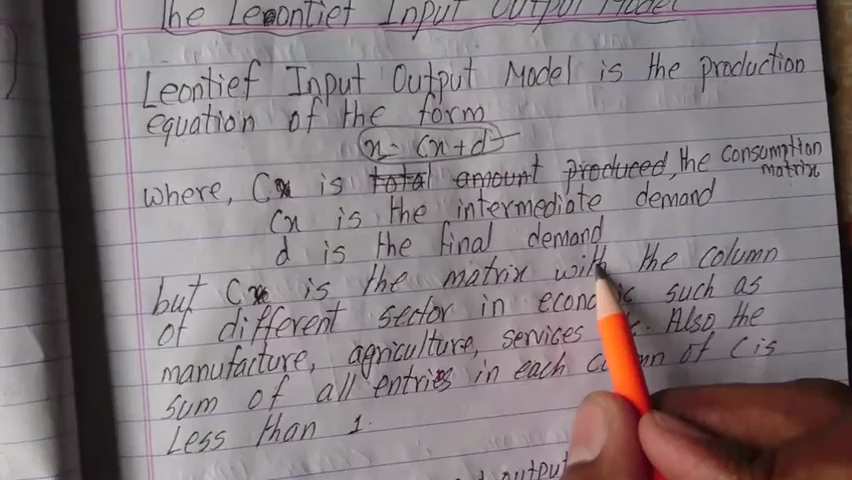 The Leontief Input Output Model
Leontief Input Output Model is the production
equation of the form
x = Cx + d
where, C is total amount produced, the consumption
matrix
Cx is the intermediate demand
d is the final demand
but C is the matrix with the column
of different sector in such as
manufacture, agriculture, services Also, the
sum of all entries in each of C is
Less than 1.
output